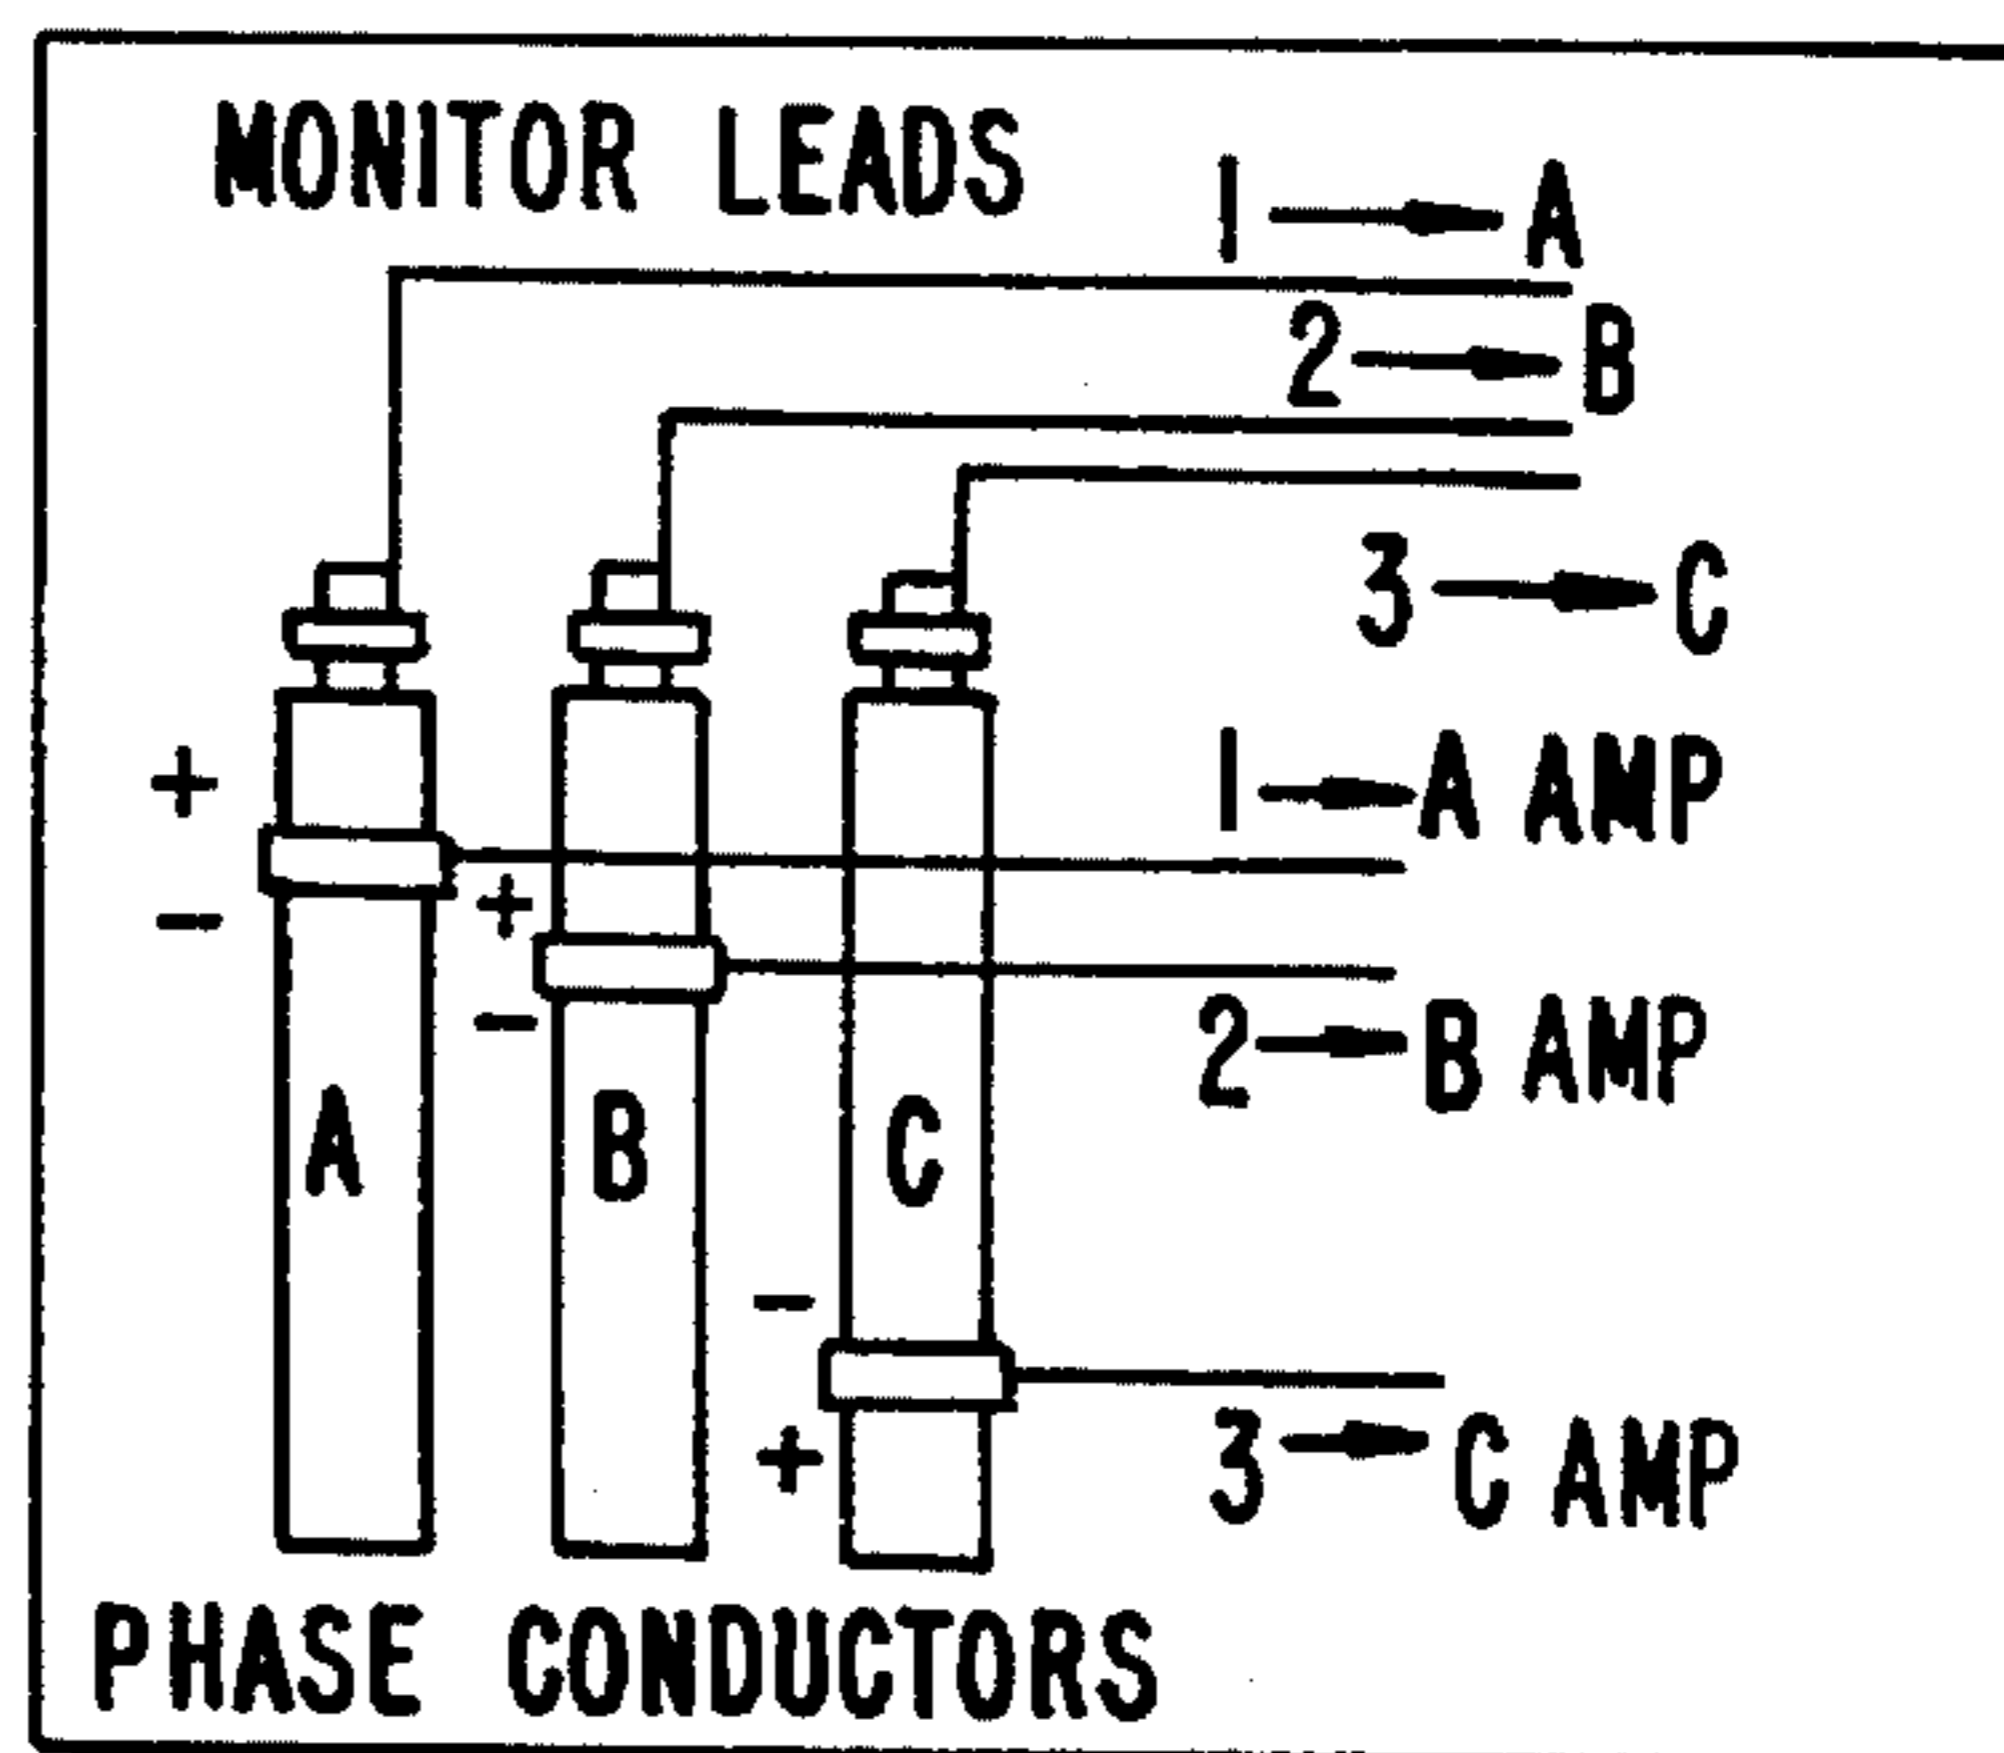 MONITOR LEADS
1 → A
2 → B
3 → C
+
1 → A AMP
-
+
-
2 → B AMP
A B C
-
+
3 → C AMP
PHASE CONDUCTORS